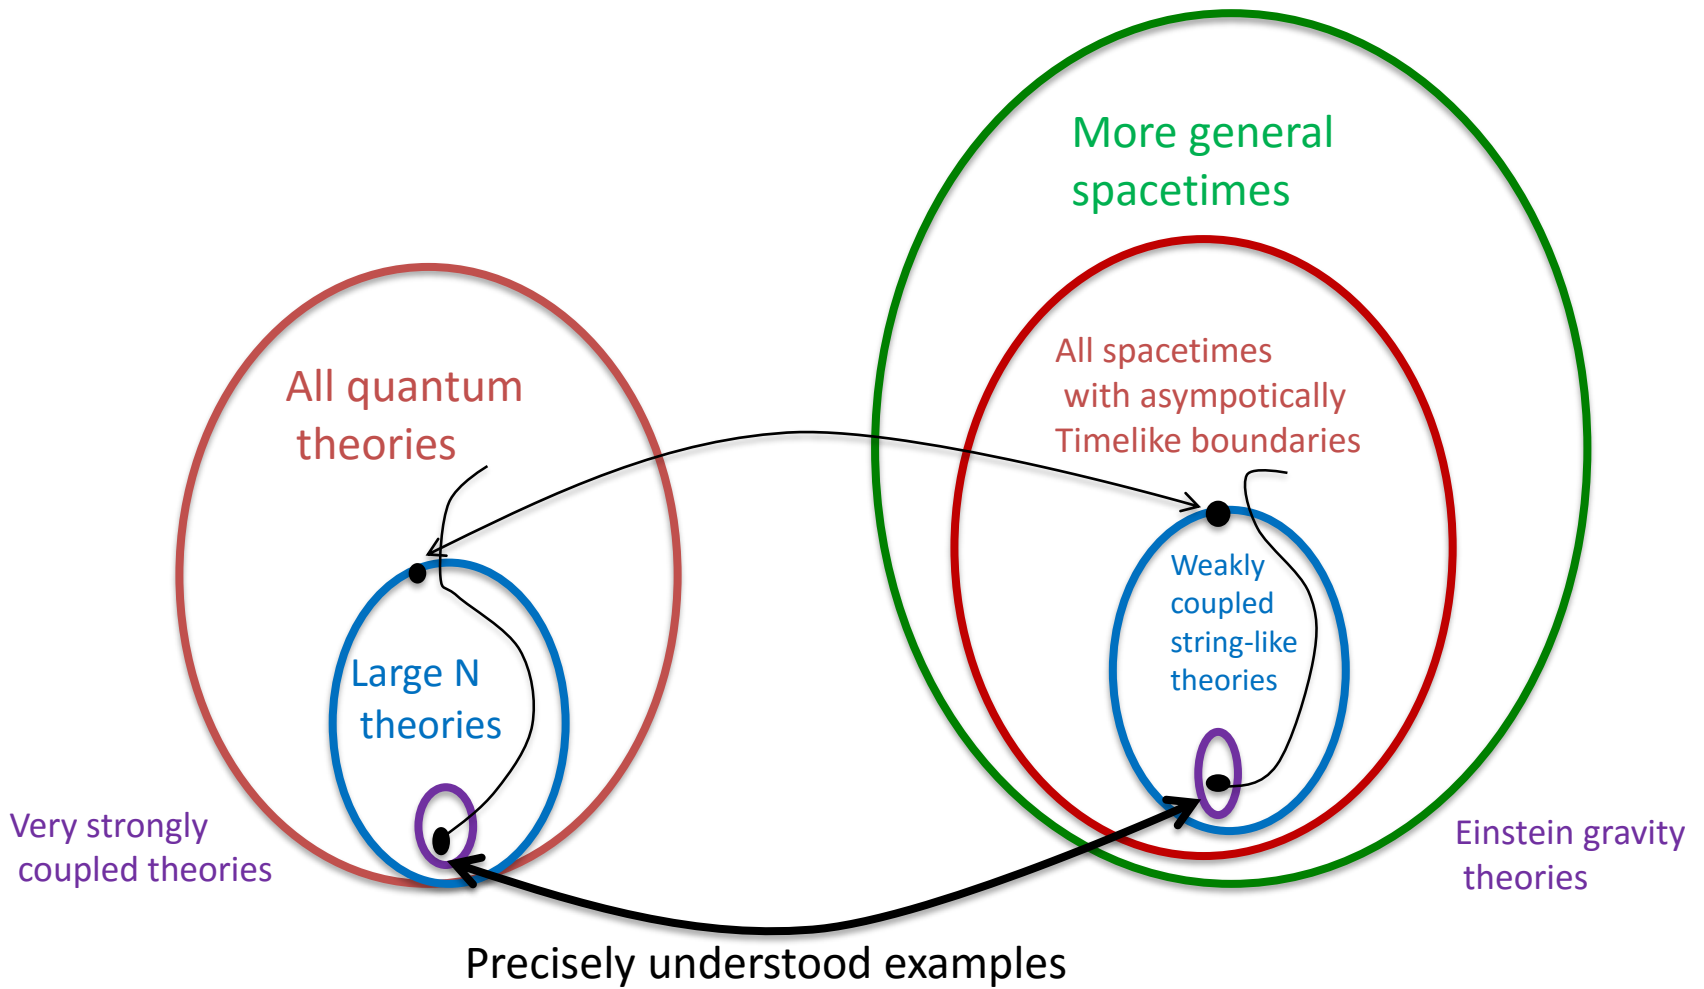 More general
spacetimes
All quantum
theories
All spacetimes
with asympotically
Timelike boundaries
Large N
theories
Weakly
coupled
string-like
theories
Very strongly
coupled theories
Einstein gravity
theories
Precisely understood examples